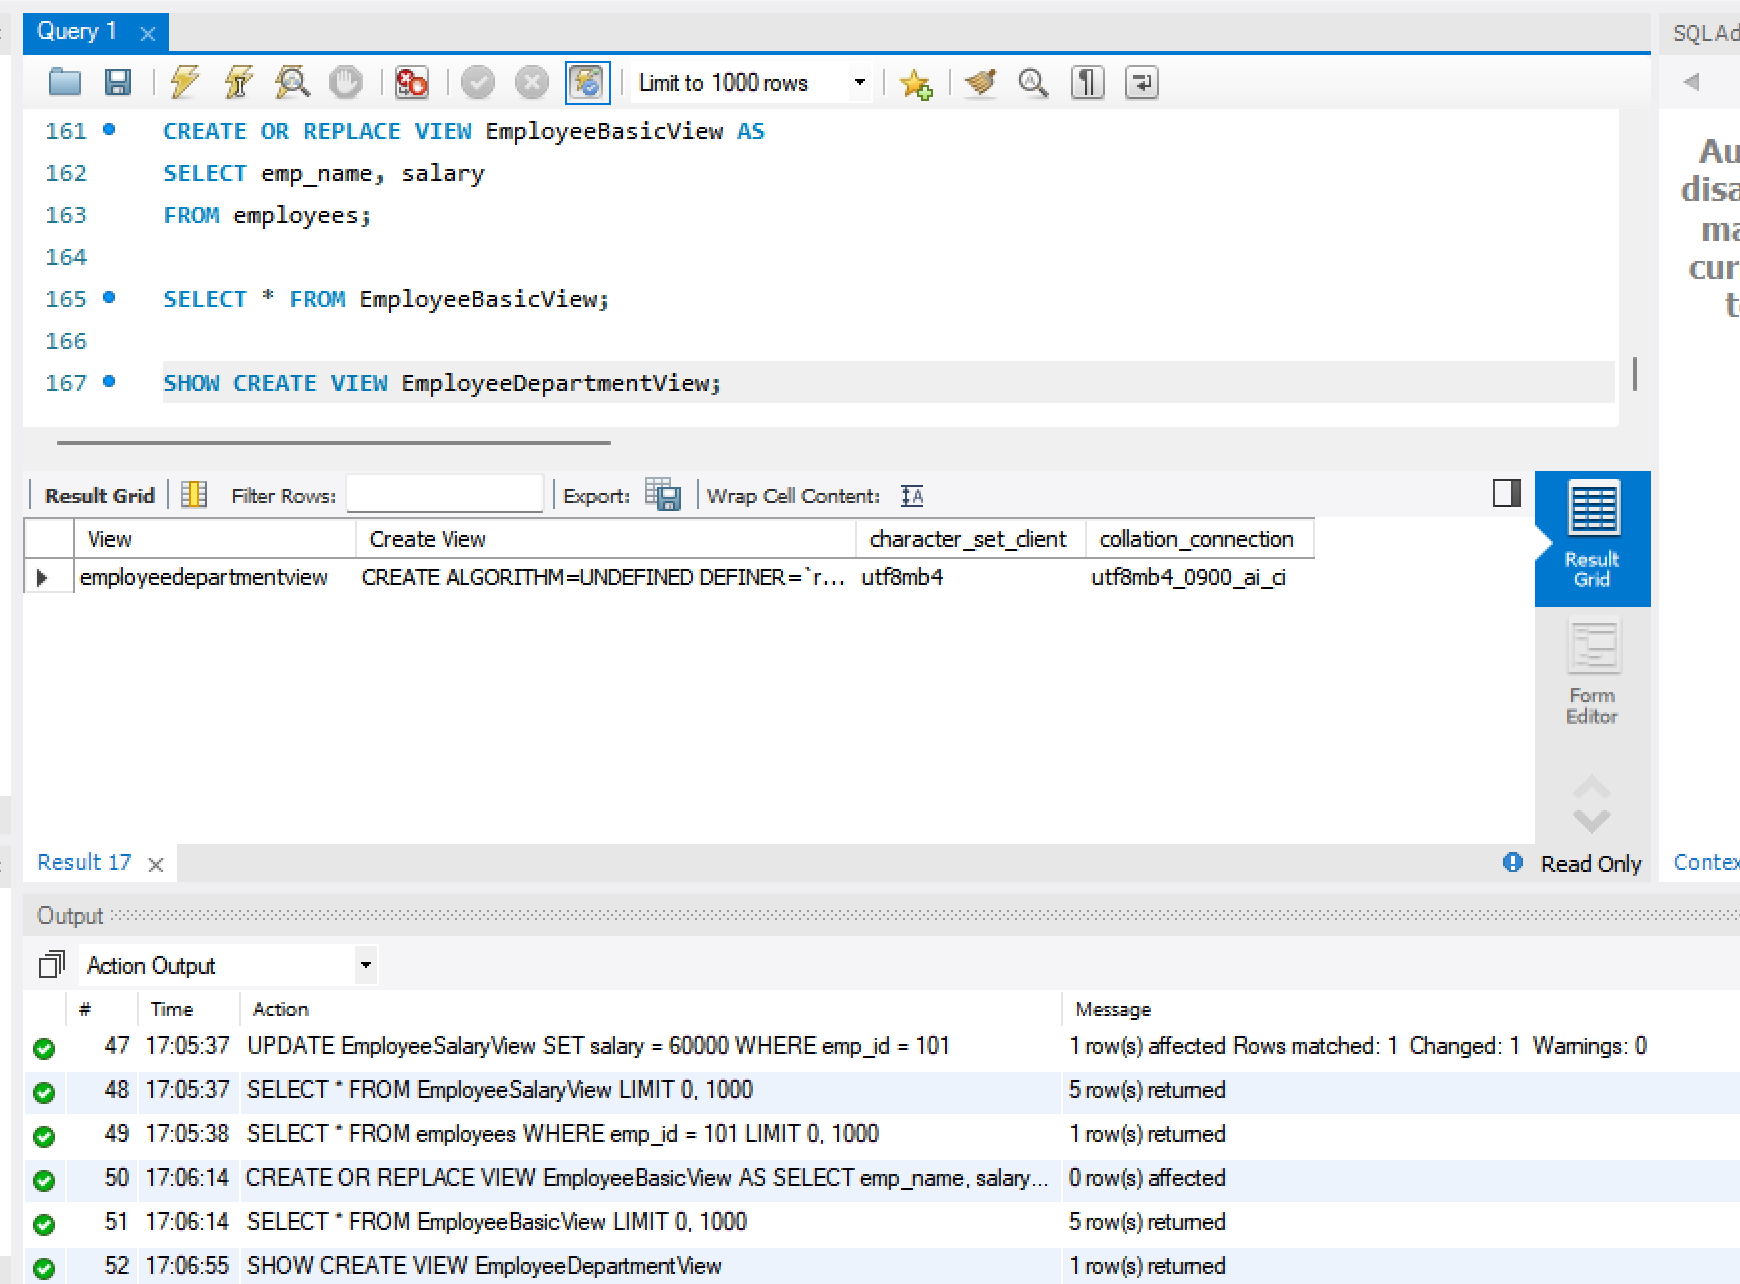 Query 1
SQLAd
Limit to 1000 rows
161 CREATE OR REPLACE VIEW EmployeeBasicView AS
162 SELECT emp_name, salary
163 FROM employees;
164
165 SELECT * FROM EmployeeBasicView;
166
167 SHOW CREATE VIEW EmployeeDepartmentView;
Au
disa
ma
cur
to
Result Grid Filter Rows: Export: Wrap Cell Content:
View Create View character_set_client collation_connection
employeedepartmentview CREATE ALGORITHM=UNDEFINED DEFINER=`r... utf8mb4 utf8mb4_0900_ai_ci
Result
Grid
Form
Editor
Result 17
Read Only
Contex
Output
Action Output
# Time Action Message
47 17:05:37 UPDATE EmployeeSalaryView SET salary = 60000 WHERE emp_id = 101 1 row(s) affected Rows matched: 1 Changed: 1 Warnings: 0
48 17:05:37 SELECT * FROM EmployeeSalaryView LIMIT 0, 1000 5 row(s) returned
49 17:05:38 SELECT * FROM employees WHERE emp_id = 101 LIMIT 0, 1000 1 row(s) returned
50 17:06:14 CREATE OR REPLACE VIEW EmployeeBasicView AS SELECT emp_name, salary... 0 row(s) affected
51 17:06:14 SELECT * FROM EmployeeBasicView LIMIT 0, 1000 5 row(s) returned
52 17:06:55 SHOW CREATE VIEW EmployeeDepartmentView 1 row(s) returned